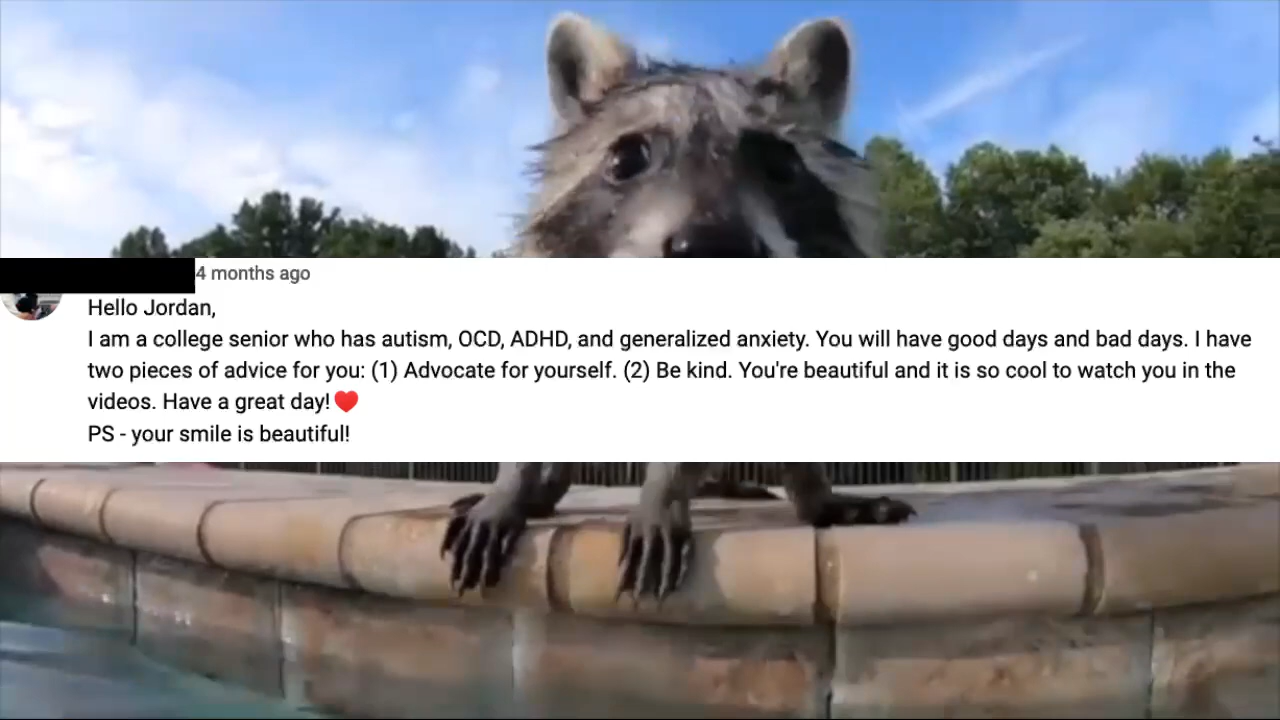 4 months ago
Hello Jordan,
I am a college senior who has autism, OCD, ADHD, and generalized anxiety. You will have good days and bad days. I have
two pieces of advice for you: (1) Advocate for yourself. (2) Be kind. You're beautiful and it is so cool to watch you in the
videos. Have a great day!❤️
PS - your smile is beautiful!